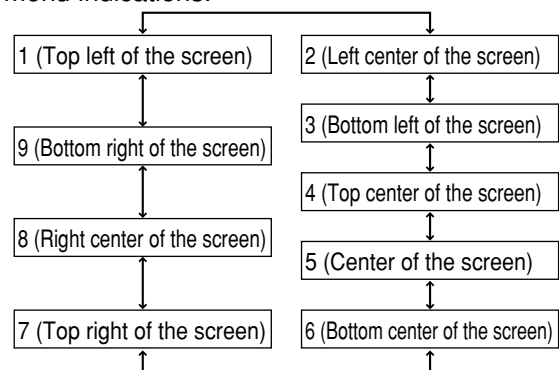 menu indications.
1 (Top left of the screen)
2 (Left center of the screen)
3 (Bottom left of the screen)
9 (Bottom right of the screen)
4 (Top center of the screen)
8 (Right center of the screen)
5 (Center of the screen)
7 (Top right of the screen)
6 (Bottom center of the screen)